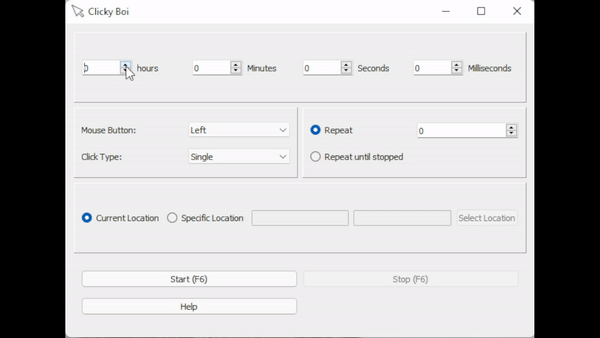 Clicky Boi
0 hours 0 Minutes 0 Seconds 0 Milliseconds
Mouse Button: Left
Click Type: Single
Repeat 0
Repeat until stopped
Current Location Specific Location Select Location
Start (F6) Stop (F6)
Help